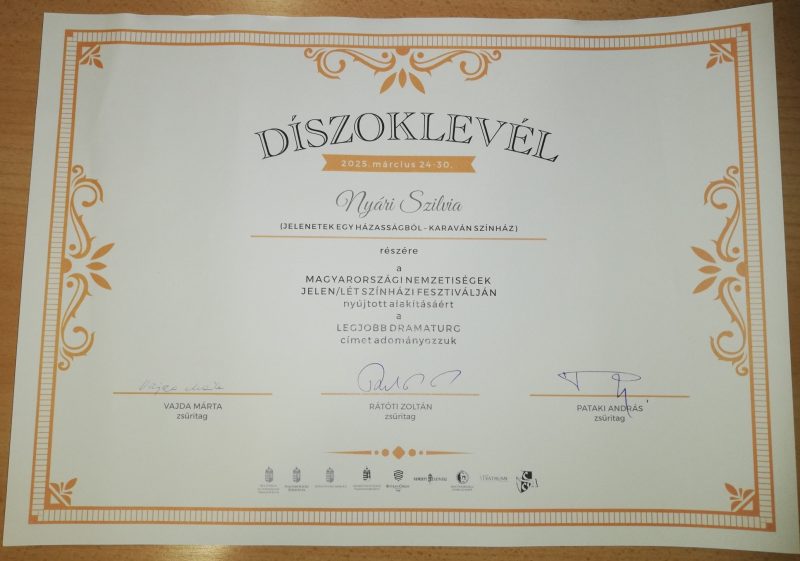 DÍSZOKLEVÉL
2025. március 24-30.
Nyári Szilvia
(JELENETEK EGY HÁZASSÁGBÓL - KARAVÁN SZÍNHÁZ)
részére
a
MAGYARORSZÁGI NEMZETISÉGEK
JELEN/LÉT SZÍNHÁZI FESZTIVÁLJÁN
nyújtott alakításáért
a
LEGJOBB DRAMATURG
címet adományozzuk
VAJDA MÁRTA RÁTÓTI ZOLTÁN PATAKI ANDRÁS
zsűritag zsűritag zsűritag